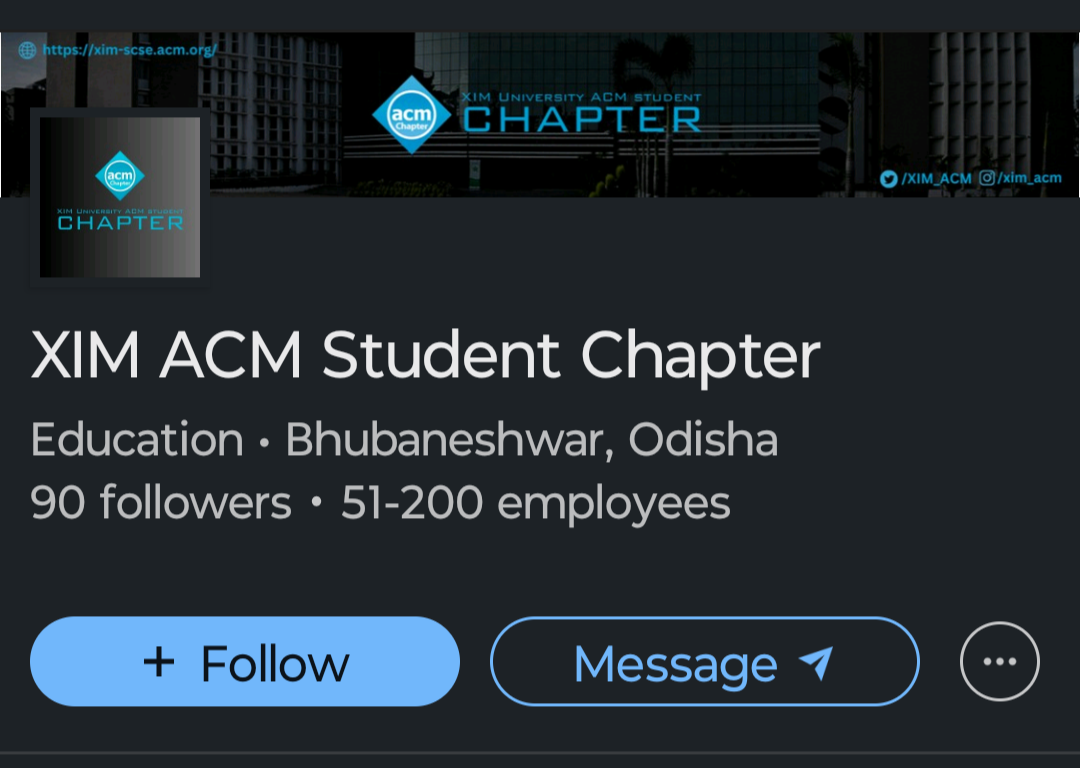 https://xim-scse.acm.org/
acm
Chapter
XIM UNIVERSITY ACM STUDENT
CHAPTER
/XIM_ACM /xim_acm
acm
Chapter
XIM UNIVERSITY ACM STUDENT
CHAPTER
XIM ACM Student Chapter
Education • Bhubaneshwar, Odisha
90 followers • 51-200 employees
+ Follow
Message